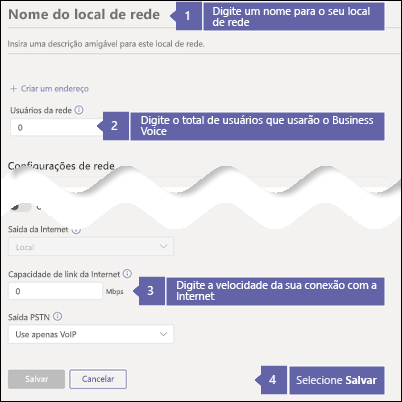 Nome do local de rede
1
Digite um nome para o seu local
de rede
Insira uma descrição amigável para este local de rede.
+ Criar um endereço
Usuários da rede
0
2
Digite o total de usuários que usarão o Business
Voice
Configurações de rede
Saída da Internet
Local
Capacidade de link da Internet
0
Mbps
3
Digite a velocidade da sua conexão com a
Internet
Saída PSTN
Use apenas VoIP
Salvar
Cancelar
4
Selecione Salvar